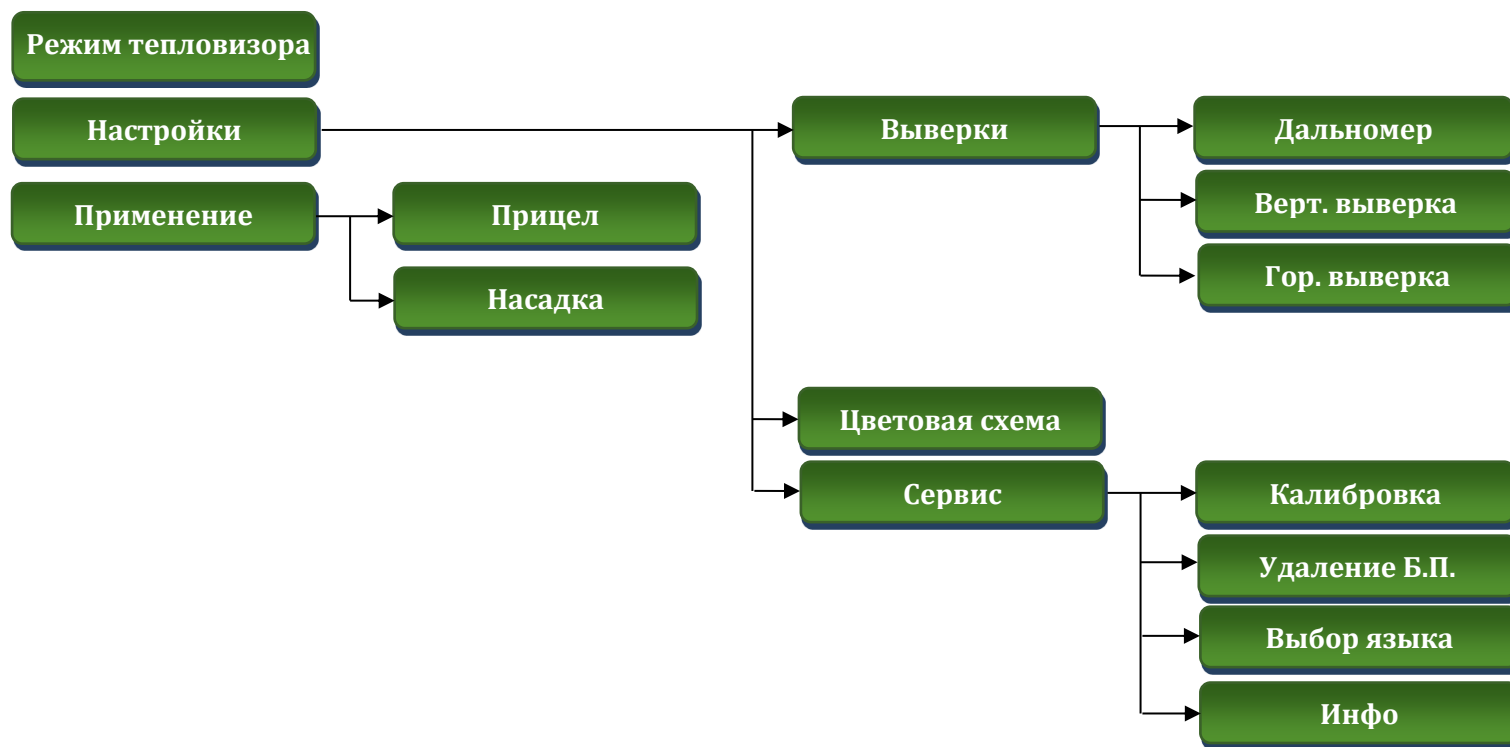 Режим тепловизора
Настройки
Выверки
Дальномер
Применение
Прицел
Верт. выверка
Насадка
Гор. выверка
Цветовая схема
Сервис
Калибровка
Удаление Б.П.
Выбор языка
Инфо